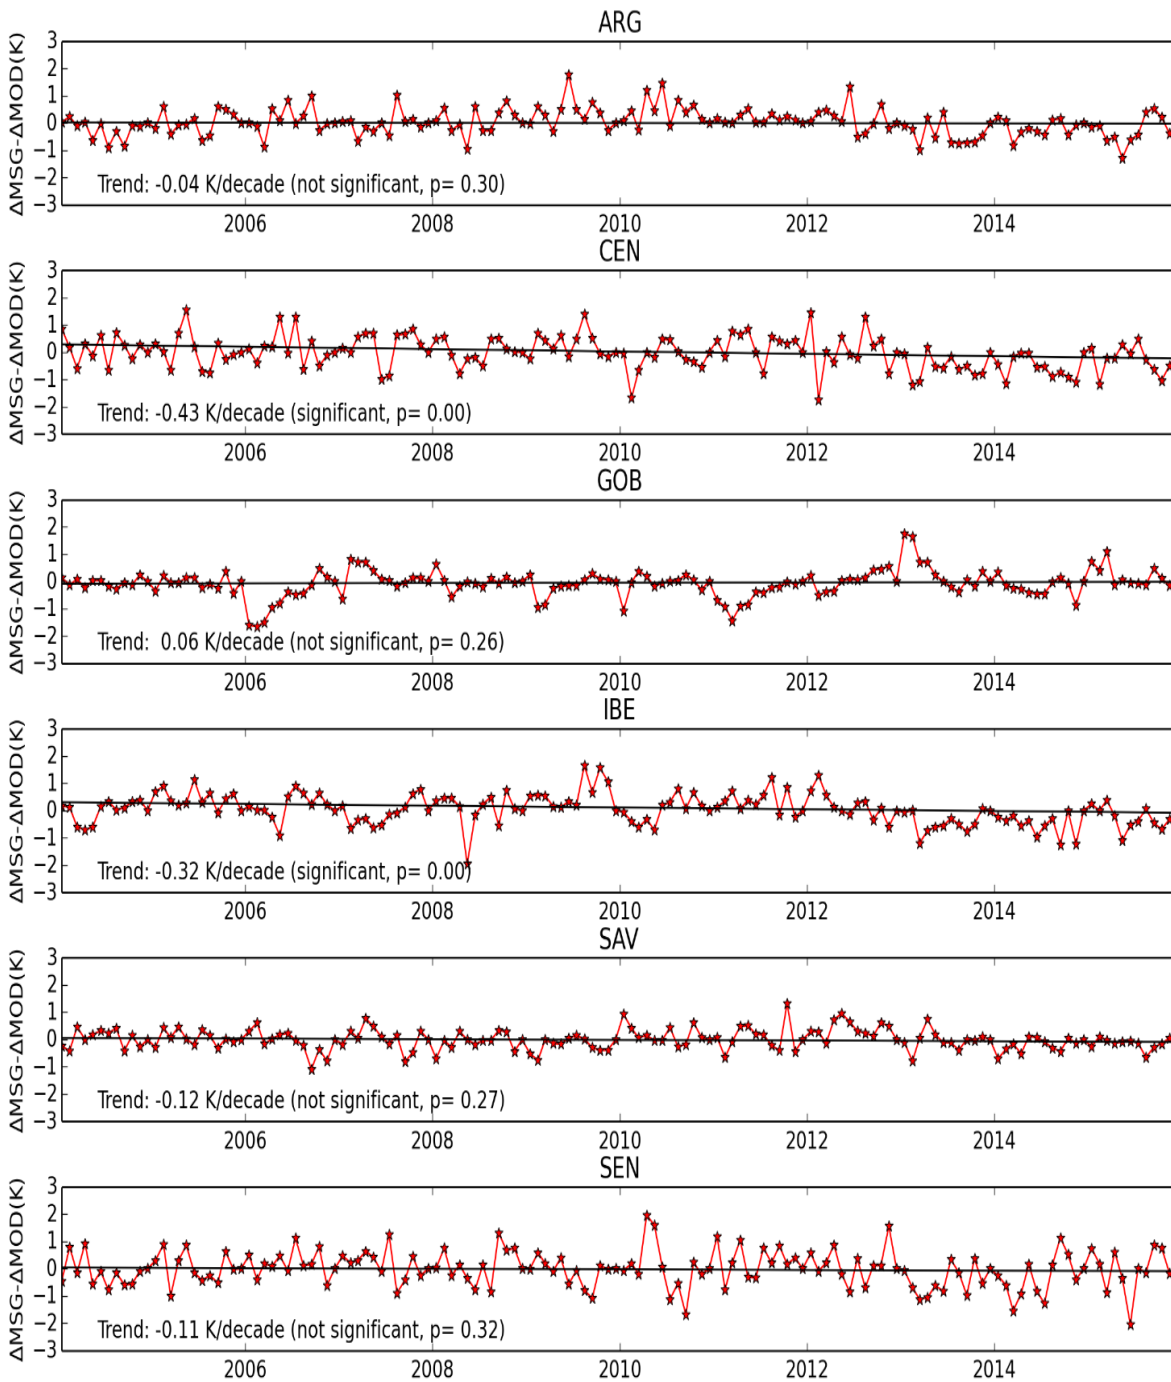 ARG
ΔMSG-ΔMOD(K)
3
2
1
0
−1
−2
−3
Trend: -0.04 K/decade (not significant, p= 0.30)
2006 2008 2010 2012 2014
CEN
ΔMSG-ΔMOD(K)
3
2
1
0
−1
−2
−3
Trend: -0.43 K/decade (significant, p= 0.00)
2006 2008 2010 2012 2014
GOB
ΔMSG-ΔMOD(K)
3
2
1
0
−1
−2
−3
Trend:  0.06 K/decade (not significant, p= 0.26)
2006 2008 2010 2012 2014
IBE
ΔMSG-ΔMOD(K)
3
2
1
0
−1
−2
−3
Trend: -0.32 K/decade (significant, p= 0.00)
2006 2008 2010 2012 2014
SAV
ΔMSG-ΔMOD(K)
3
2
1
0
−1
−2
−3
Trend: -0.12 K/decade (not significant, p= 0.27)
2006 2008 2010 2012 2014
SEN
ΔMSG-ΔMOD(K)
3
2
1
0
−1
−2
−3
Trend: -0.11 K/decade (not significant, p= 0.32)
2006 2008 2010 2012 2014